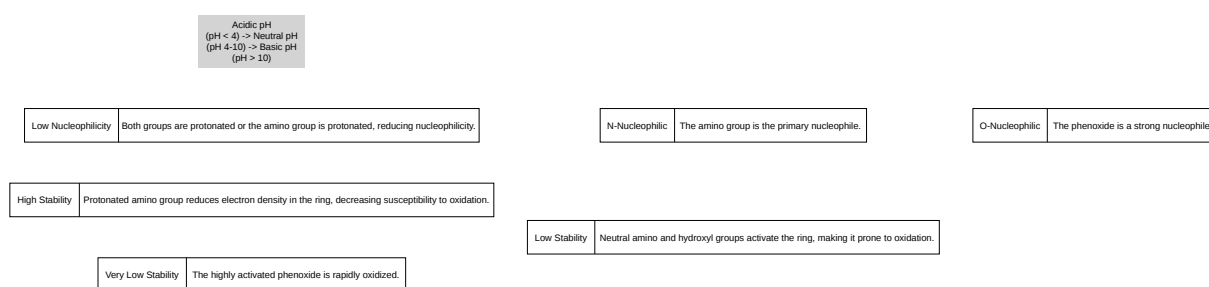 Acidic pH
(pH < 4) -> Neutral pH
(pH 4-10) -> Basic pH
(pH > 10)
Low Nucleophilicity Both groups are protonated or the amino group is protonated, reducing nucleophilicity.
N-Nucleophilic The amino group is the primary nucleophile.
O-Nucleophilic The phenoxide is a strong nucleophile
High Stability Protonated amino group reduces electron density in the ring, decreasing susceptibility to oxidation.
Low Stability Neutral amino and hydroxyl groups activate the ring, making it prone to oxidation.
Very Low Stability The highly activated phenoxide is rapidly oxidized.